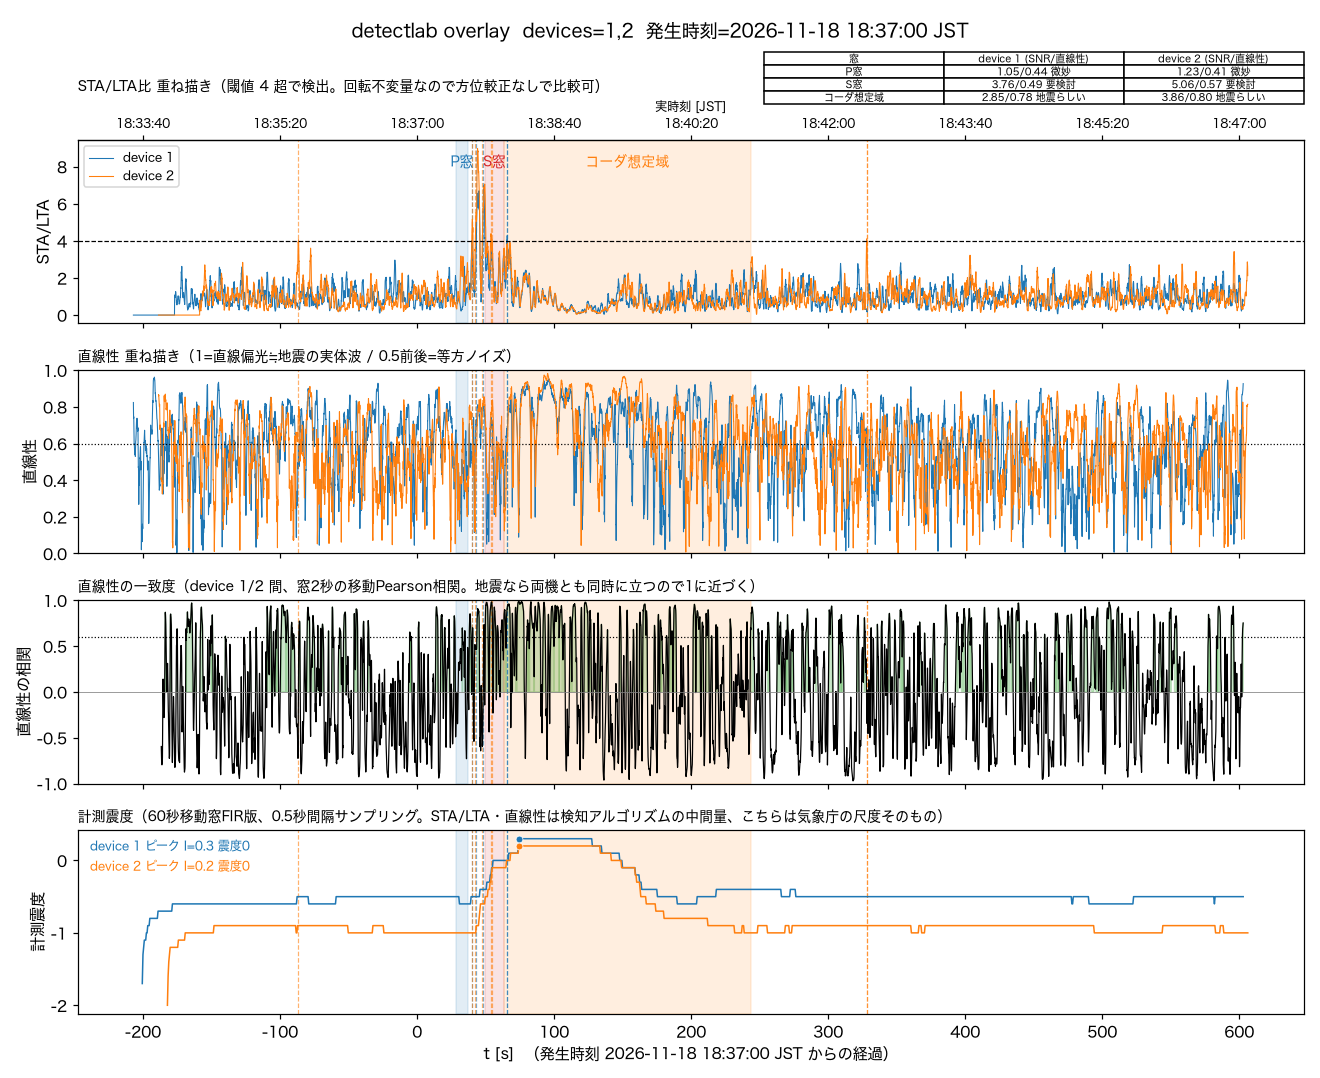 detectlab overlay  devices=1,2  発生時刻=2026-11-18 18:37:00 JST
窓 device 1 (SNR/直線性) device 2 (SNR/直線性)
P窓 1.05/0.44 微妙 1.23/0.41 微妙
S窓 3.76/0.49 要検討 5.06/0.57 要検討
コーダ想定域 2.85/0.78 地震らしい 3.86/0.80 地震らしい
STA/LTA比 重ね描き（閾値 4 超で検出。回転不変量なので方位較正なしで比較可）
実時刻 [JST]
18:33:40 18:35:20 18:37:00 18:38:40 18:40:20 18:42:00 18:43:40 18:45:20 18:47:00
device 1
device 2
P窓 S窓 コーダ想定域
STA/LTA
8
6
4
2
0
直線性 重ね描き（1=直線偏光≒地震の実体波 / 0.5前後=等方ノイズ）
直線性
1.0
0.8
0.6
0.4
0.2
0.0
直線性の一致度（device 1/2 間、窓2秒の移動Pearson相関。地震なら両機とも同時に立つので1に近づく）
直線性の相関
1.0
0.5
0.0
-0.5
-1.0
計測震度（60秒移動窓FIR版、0.5秒間隔サンプリング。STA/LTA・直線性は検知アルゴリズムの中間量、こちらは気象庁の尺度そのもの）
device 1 ピーク I=0.3 震度0
device 2 ピーク I=0.2 震度0
計測震度
0
-1
-2
-200 -100 0 100 200 300 400 500 600
t [s]  （発生時刻 2026-11-18 18:37:00 JST からの経過）